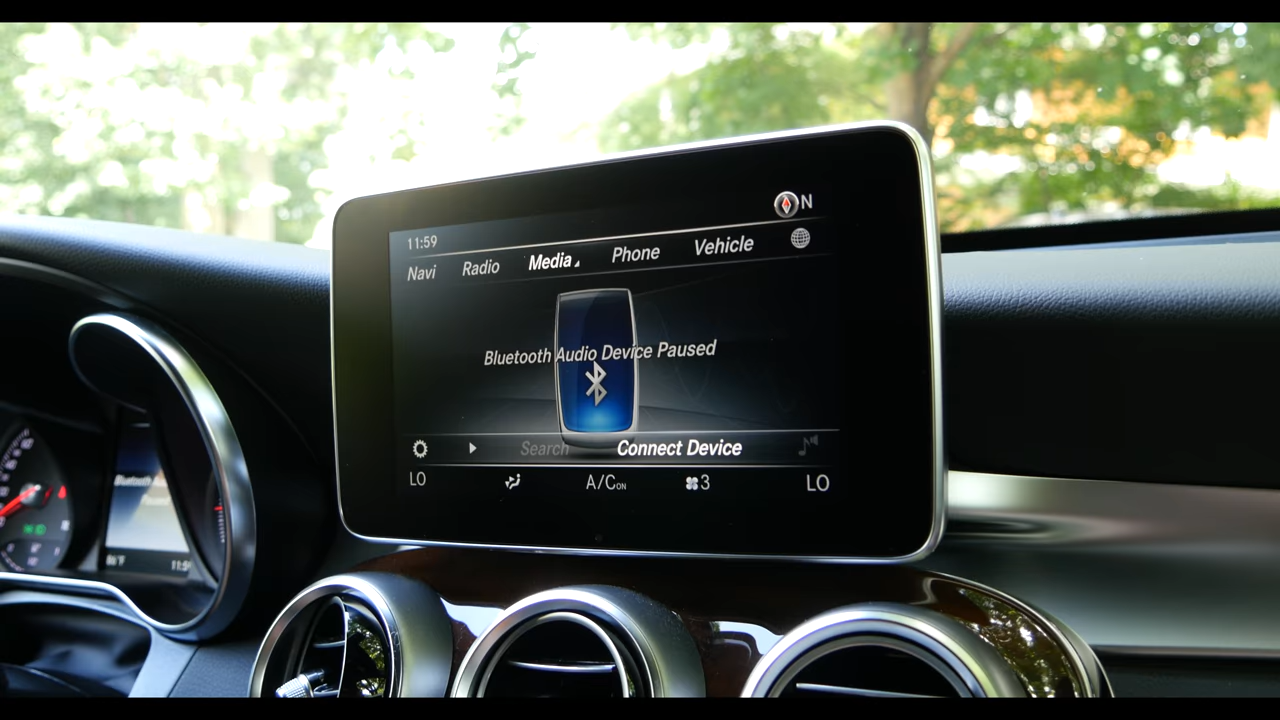 N
11:59
Navi Radio Media Phone Vehicle
Bluetooth Audio Device Paused
Search Connect Device
LO A/C ON 3 LO